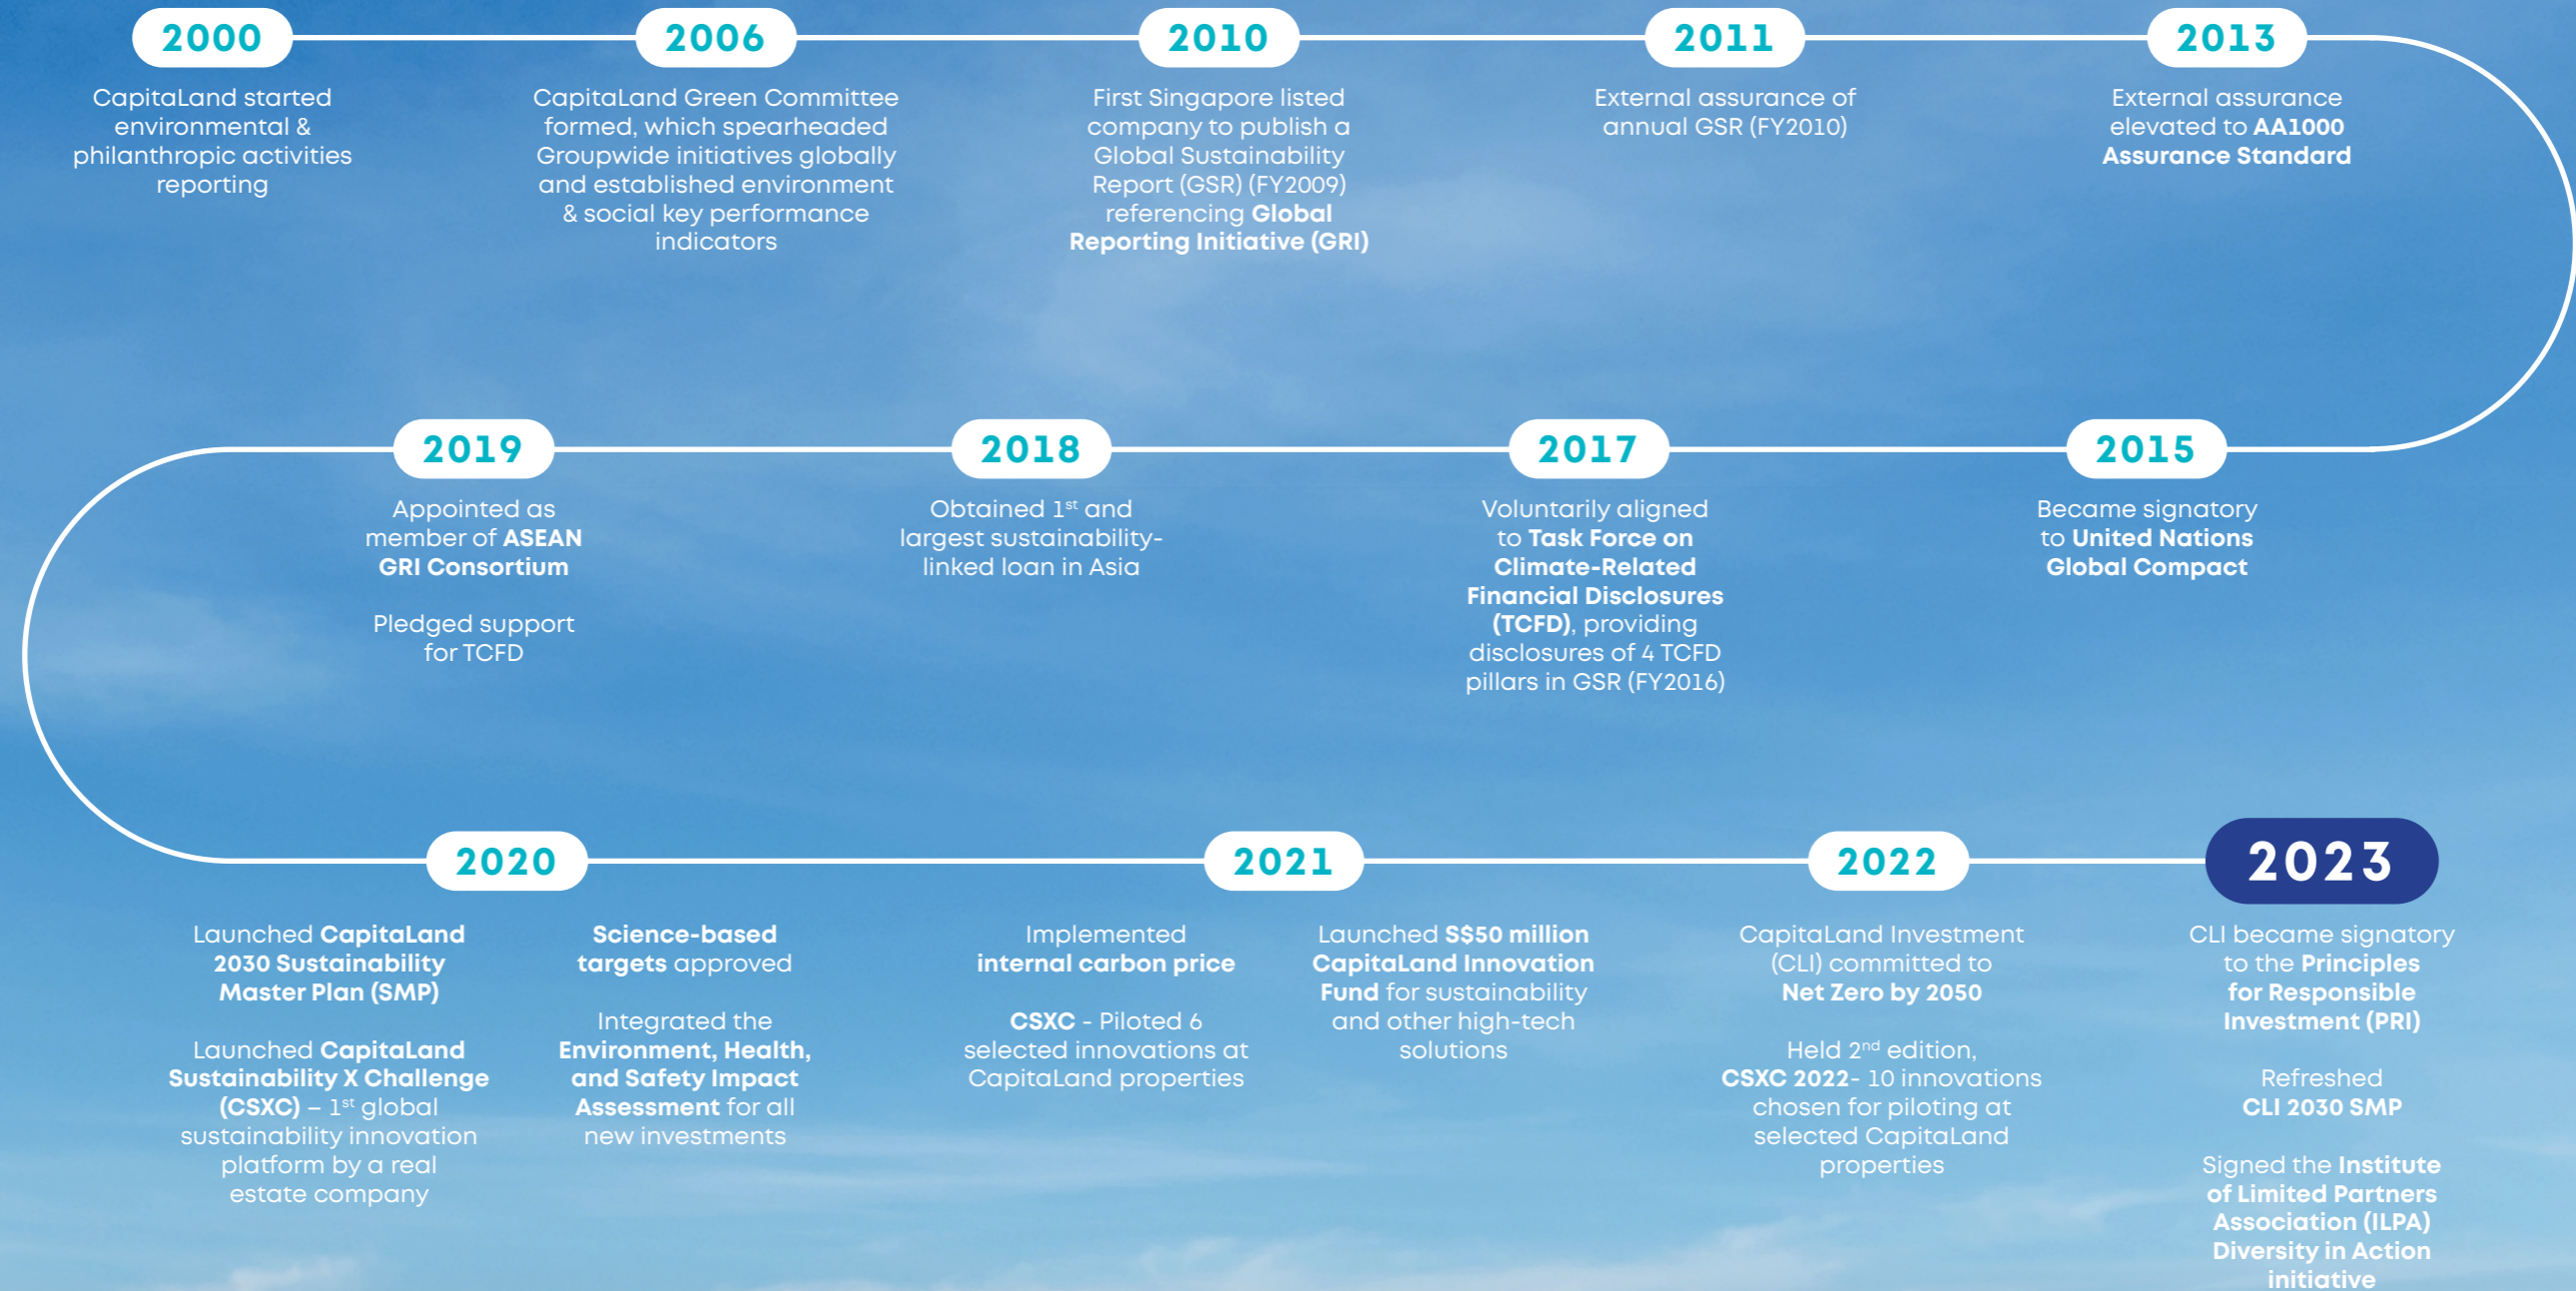 2000
CapitaLand started
environmental &
philanthropic activities
reporting
2006
CapitaLand Green Committee
formed, which spearheaded
Groupwide initiatives globally
and established environment
& social key performance
indicators
2010
First Singapore listed
company to publish a
Global Sustainability
Report (GSR) (FY2009)
referencing Global
Reporting Initiative (GRI)
2011
External assurance of
annual GSR (FY2010)
2013
External assurance
elevated to AA1000
Assurance Standard
2015
Became signatory
to United Nations
Global Compact
2017
Voluntarily aligned
to Task Force on
Climate-Related
Financial Disclosures
(TCFD), providing
disclosures of 4 TCFD
pillars in GSR (FY2016)
2018
Obtained 1st and
largest sustainability-
linked loan in Asia
2019
Appointed as
member of ASEAN
GRI Consortium
Pledged support
for TCFD
2020
Launched CapitaLand
2030 Sustainability
Master Plan (SMP)
Launched CapitaLand
Sustainability X Challenge
(CSXC) – 1st global
sustainability innovation
platform by a real
estate company
Science-based
targets approved
Integrated the
Environment, Health,
and Safety Impact
Assessment for all
new investments
2021
Implemented
internal carbon price
CSXC - Piloted 6
selected innovations at
CapitaLand properties
Launched S$50 million
CapitaLand Innovation
Fund for sustainability
and other high-tech
solutions
2022
CapitaLand Investment
(CLI) committed to
Net Zero by 2050
Held 2nd edition,
CSXC 2022- 10 innovations
chosen for piloting at
selected CapitaLand
properties
2023
CLI became signatory
to the Principles
for Responsible
Investment (PRI)
Refreshed
CLI 2030 SMP
Signed the Institute
of Limited Partners
Association (ILPA)
Diversity in Action
initiative